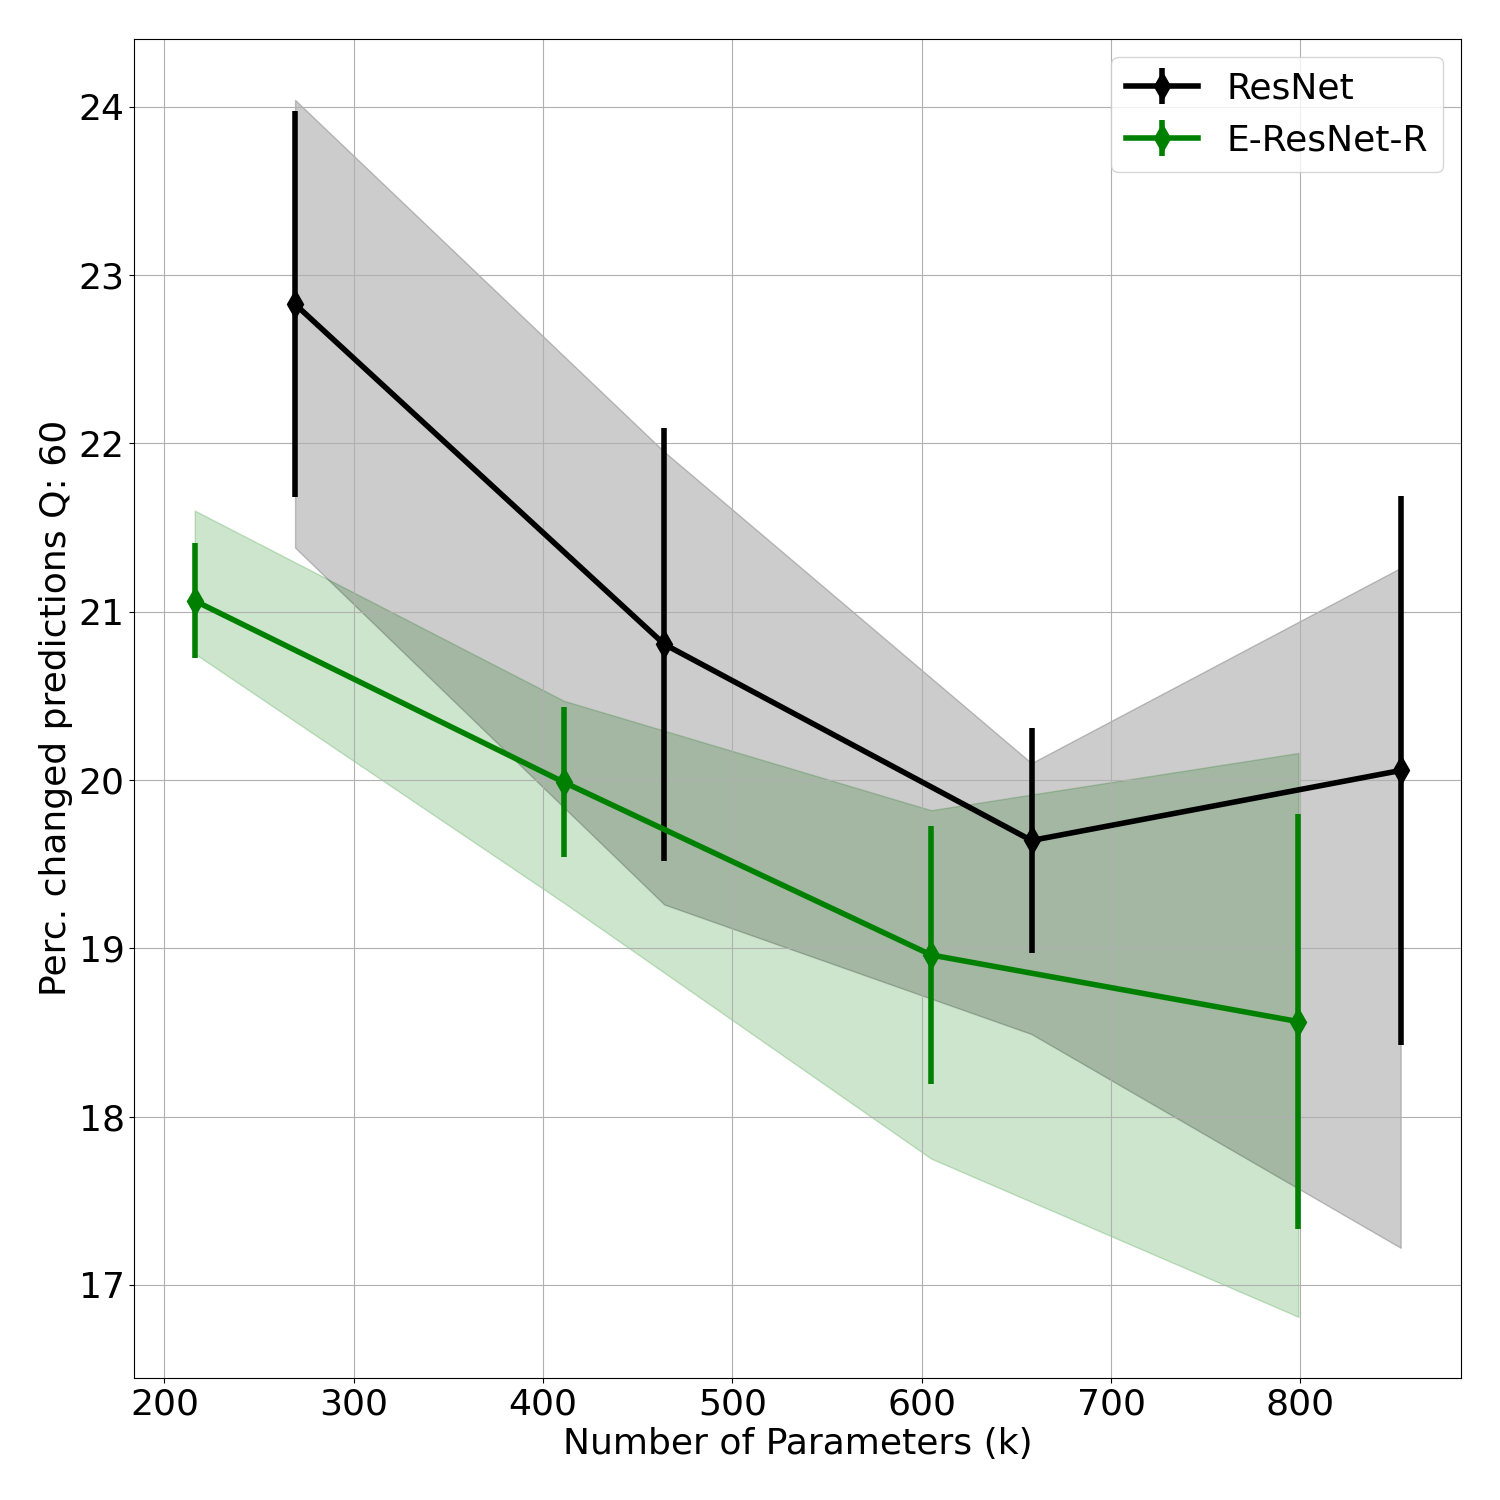 ResNet
E-ResNet-R
Perc. changed predictions Q: 60
24
23
22
21
20
19
18
17
200 300 400 500 600 700 800
Number of Parameters (k)